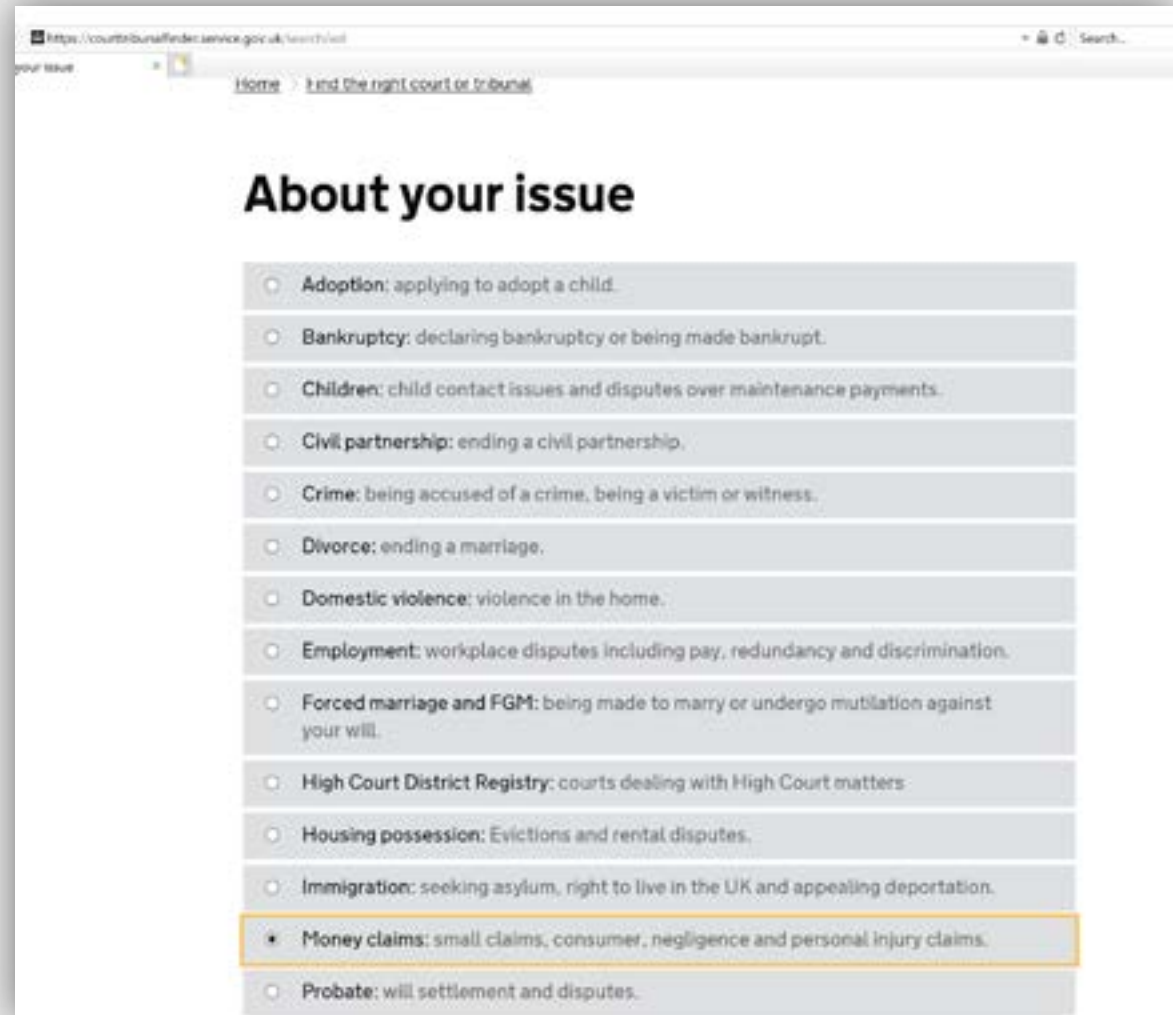 https://courttribunalfinder.service.gov.uk/search/aol
Search...
your issue
Home > Find the right court or tribunal
About your issue
Adoption: applying to adopt a child.
Bankruptcy: declaring bankruptcy or being made bankrupt.
Children: child contact issues and disputes over maintenance payments.
Civil partnership: ending a civil partnership.
Crime: being accused of a crime, being a victim or witness.
Divorce: ending a marriage.
Domestic violence: violence in the home.
Employment: workplace disputes including pay, redundancy and discrimination.
Forced marriage and FGM: being made to marry or undergo mutilation against
your will.
High Court District Registry: courts dealing with High Court matters
Housing possession: Evictions and rental disputes.
Immigration: seeking asylum, right to live in the UK and appealing deportation.
Money claims: small claims, consumer, negligence and personal injury claims.
Probate: will settlement and disputes.